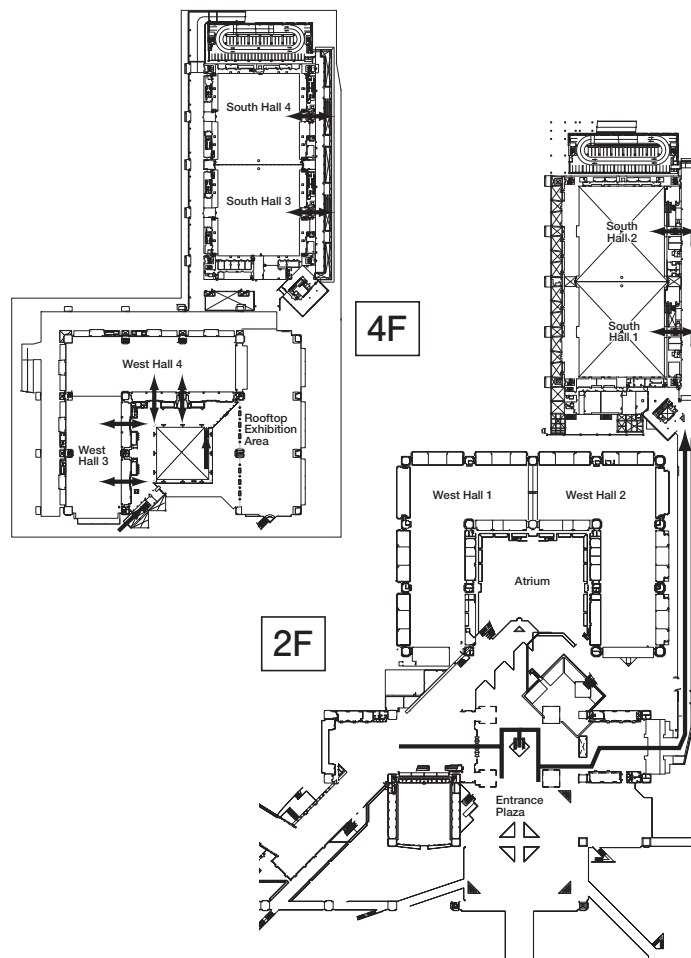 South Hall 4
South Hall 3
4F
West Hall 4
Rooftop
Exhibition
Area
West
Hall 3
South
Hall 2
South
Hall 1
West Hall 1
West Hall 2
Atrium
2F
Entrance
Plaza